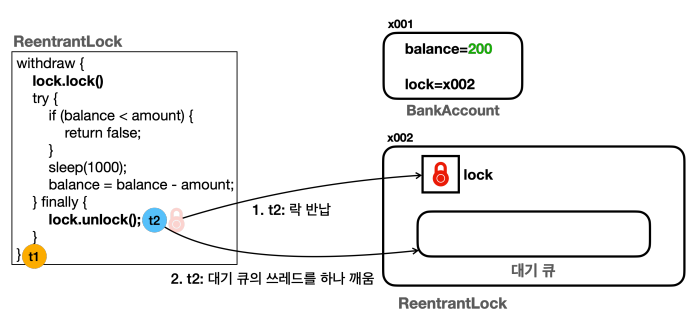 ReentrantLock
withdraw {
lock.lock()
try {
if (balance < amount) {
return false;
}
sleep(1000);
balance = balance - amount;
} finally {
lock.unlock();
t2
}
}
t1
1. t2: 락 반납
2. t2: 대기 큐의 쓰레드를 하나 깨움
x001
balance=200
lock=x002
BankAccount
x002
lock
대기 큐
ReentrantLock